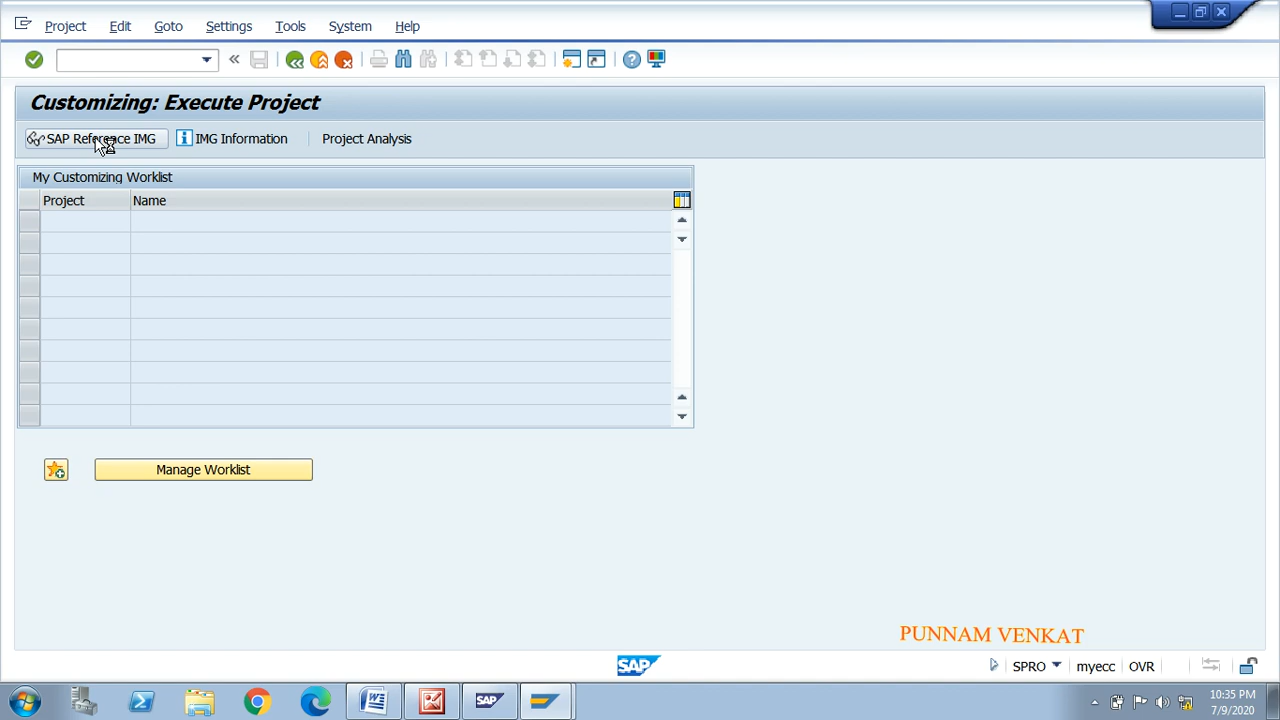 Project Edit Goto Settings Tools System Help
Customizing: Execute Project
SAP Reference IMG IMG Information Project Analysis
My Customizing Worklist
Project Name
Manage Worklist
PUNNAM VENKAT
SAP SPRO myecc OVR
SAP 10:35 PM
7/9/2020